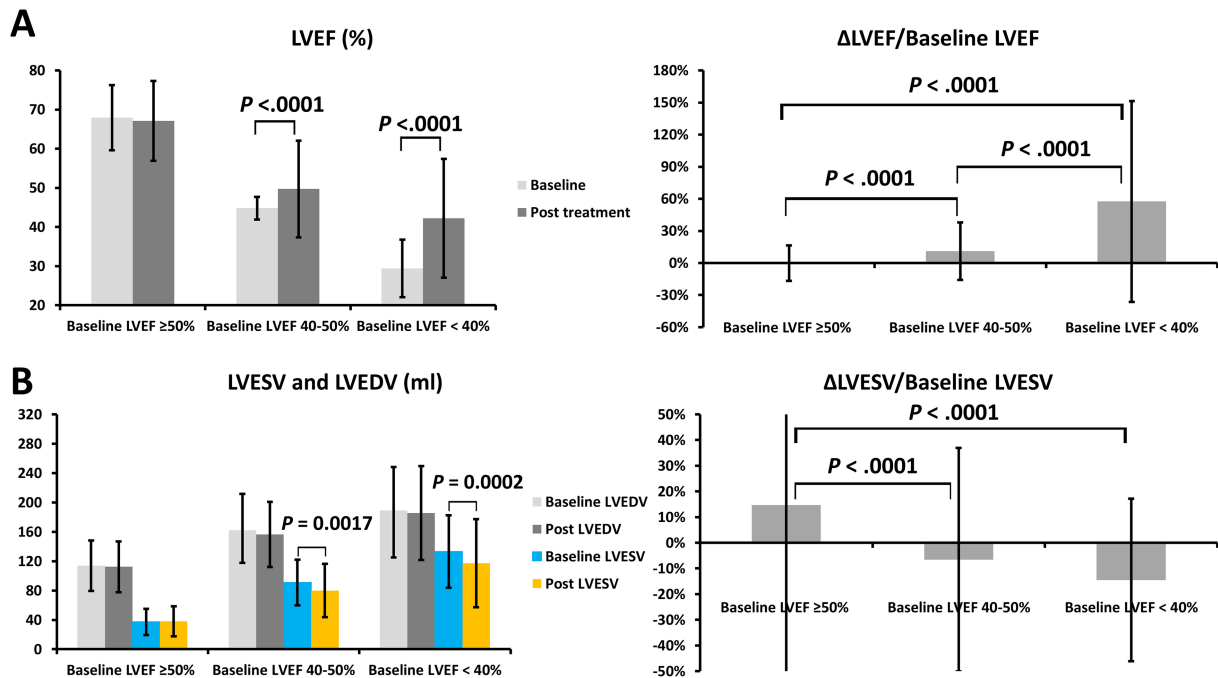 A
LVEF (%)
80
70
60
50
40
30
20
P <.0001
P <.0001
Baseline
Post treatment
Baseline LVEF ≥50%
Baseline LVEF 40-50%
Baseline LVEF < 40%
ΔLVEF/Baseline LVEF
180%
150%
120%
90%
60%
30%
0%
-30%
-60%
P < .0001
P < .0001
P < .0001
Baseline LVEF ≥50%
Baseline LVEF 40-50%
Baseline LVEF < 40%
B
LVESV and LVEDV (ml)
320
280
240
200
160
120
80
40
0
P = 0.0017
P = 0.0002
Baseline LVEDV
Post LVEDV
Baseline LVESV
Post LVESV
Baseline LVEF ≥50%
Baseline LVEF 40-50%
Baseline LVEF < 40%
ΔLVESV/Baseline LVESV
50%
40%
30%
20%
10%
0%
-10%
-20%
-30%
-40%
-50%
P < .0001
P < .0001
Baseline LVEF ≥50%
Baseline LVEF 40-50%
Baseline LVEF < 40%